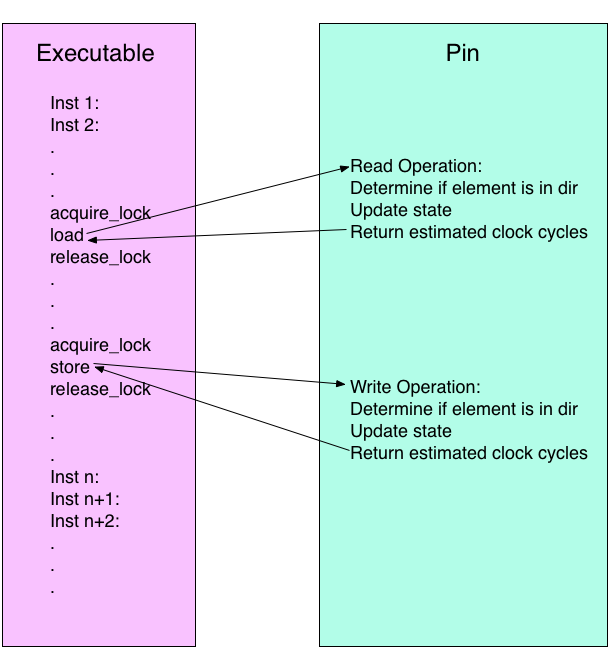 Executable
Inst 1:
Inst 2:
.
.
.
acquire_lock
load
release_lock
.
.
.
acquire_lock
store
release_lock
.
.
.
Inst n:
Inst n+1:
Inst n+2:
.
.
.
Pin
Read Operation:
Determine if element is in dir
Update state
Return estimated clock cycles
Write Operation:
Determine if element is in dir
Update state
Return estimated clock cycles